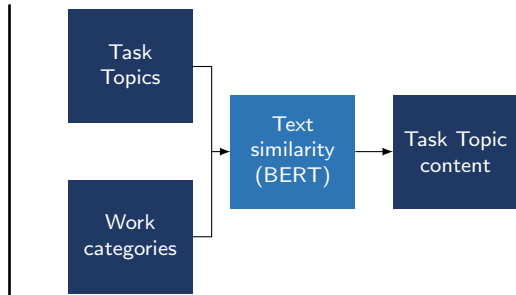 Task
Topics
Text
similarity
(BERT)
Task Topic
content
Work
categories